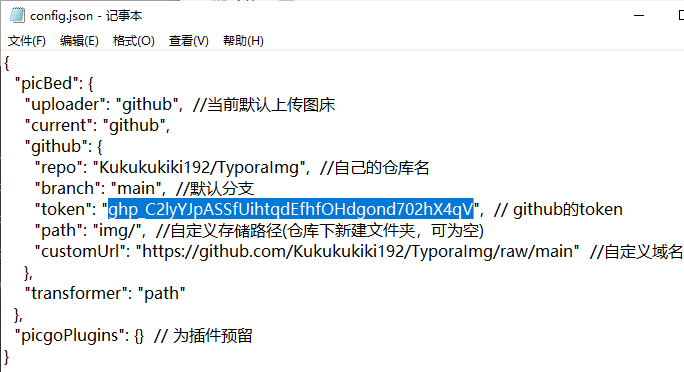 config.json - 记事本
文件(F) 编辑(E) 格式(O) 查看(V) 帮助(H)
{
"picBed": {
"uploader": "github", //当前默认上传图床
"current": "github",
"github": {
"repo": "Kukukukiki192/TyporaImg", //自己的仓库名
"branch": "main", //默认分支
"token": "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", // github的token
"path": "img/", //自定义存储路径(仓库下新建文件夹，可为空)
"customUrl": "https://github.com/Kukukukiki192/TyporaImg/raw/main" //自定义域名
},
"transformer": "path"
},
"picgoPlugins": {} // 为插件预留
}